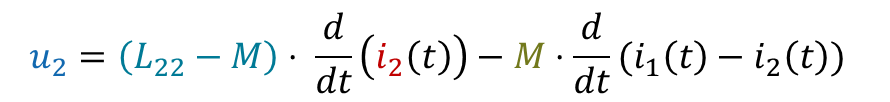 u₂ = (L₂₂ − M) · d/dt (i₂(t)) − M · d/dt (i₁(t) − i₂(t))